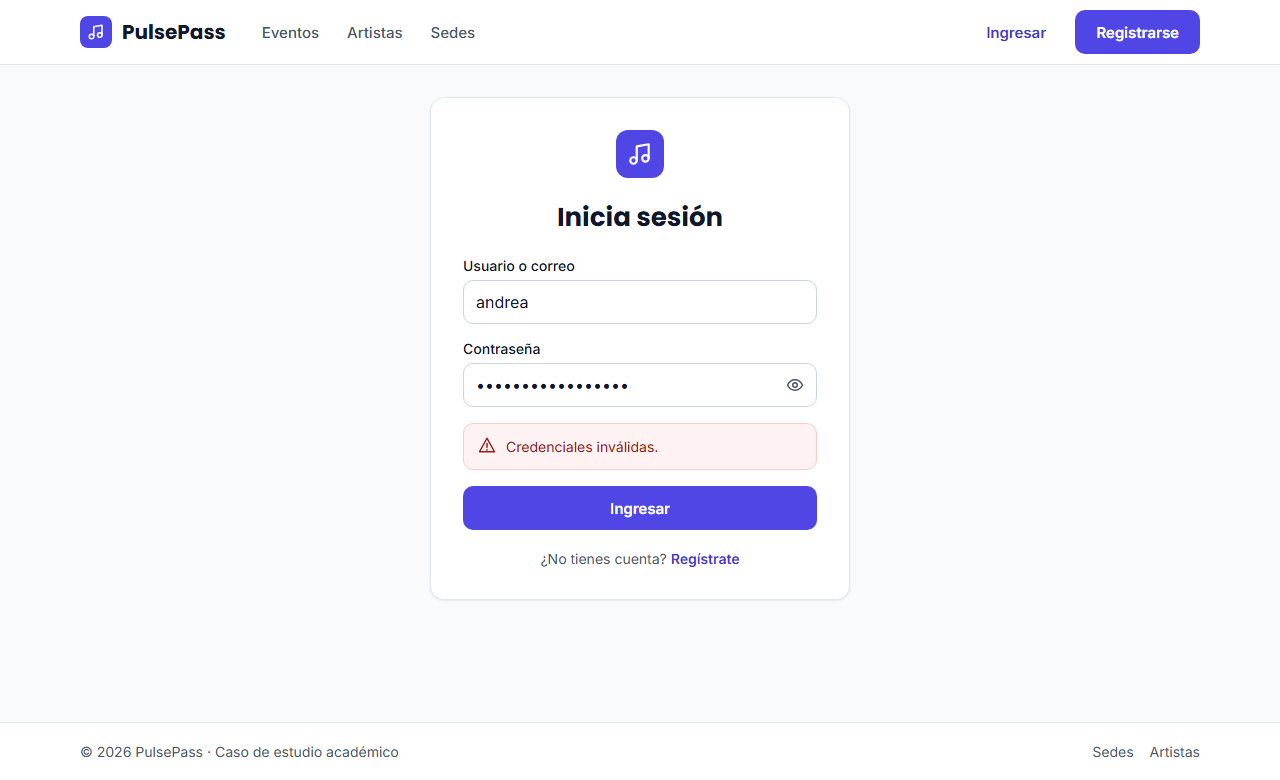 PulsePass Eventos Artistas Sedes Ingresar Registrarse
Inicia sesión
Usuario o correo
andrea
Contraseña
•••••••••••••••••
Credenciales inválidas.
Ingresar
¿No tienes cuenta? Regístrate
© 2026 PulsePass · Caso de estudio académico Sedes Artistas